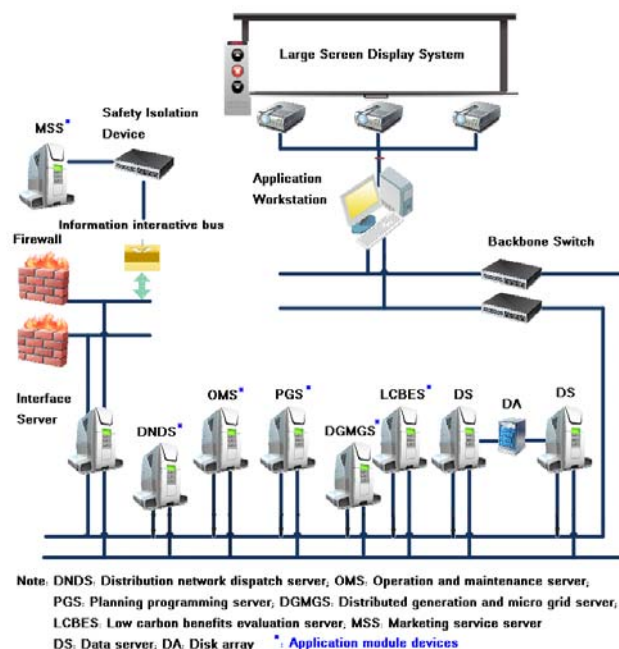 Large Screen Display System
Safety Isolation
Device
MSS*
Application
Workstation
Information interactive bus
Firewall
Backbone Switch
Interface
Server
OMS*
PGS*
LCBES*
DS
DA
DS
DNDS*
DGMGS*
Note: DNDS: Distribution network dispatch server; OMS: Operation and maintenance server;
PGS: Planning programming server; DGMGS: Distributed generation and micro grid server;
LCBES: Low carbon benefits evaluation server; MSS: Marketing service server
DS: Data server; DA: Disk array *: Application module devices